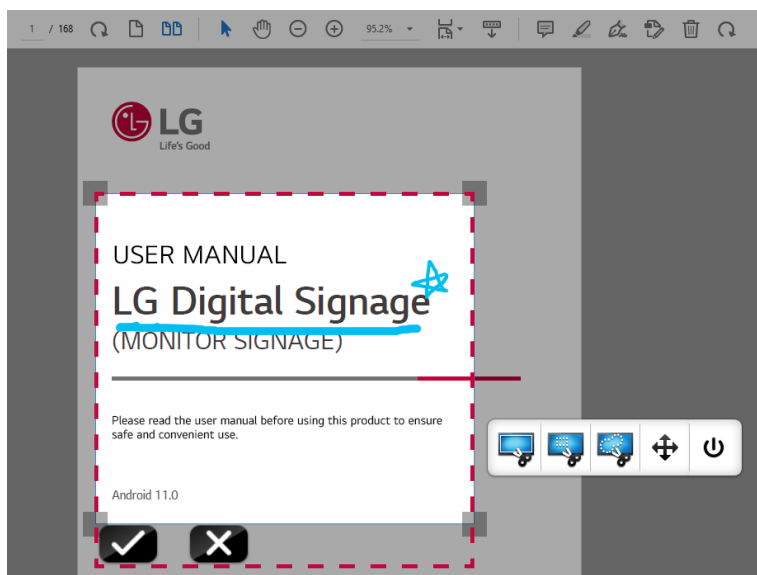 1 / 168 95.2%
LG
Life's Good
USER MANUAL
LG Digital Signage
(MONITOR SIGNAGE)
Please read the user manual before using this product to ensure
safe and convenient use.
Android 11.0